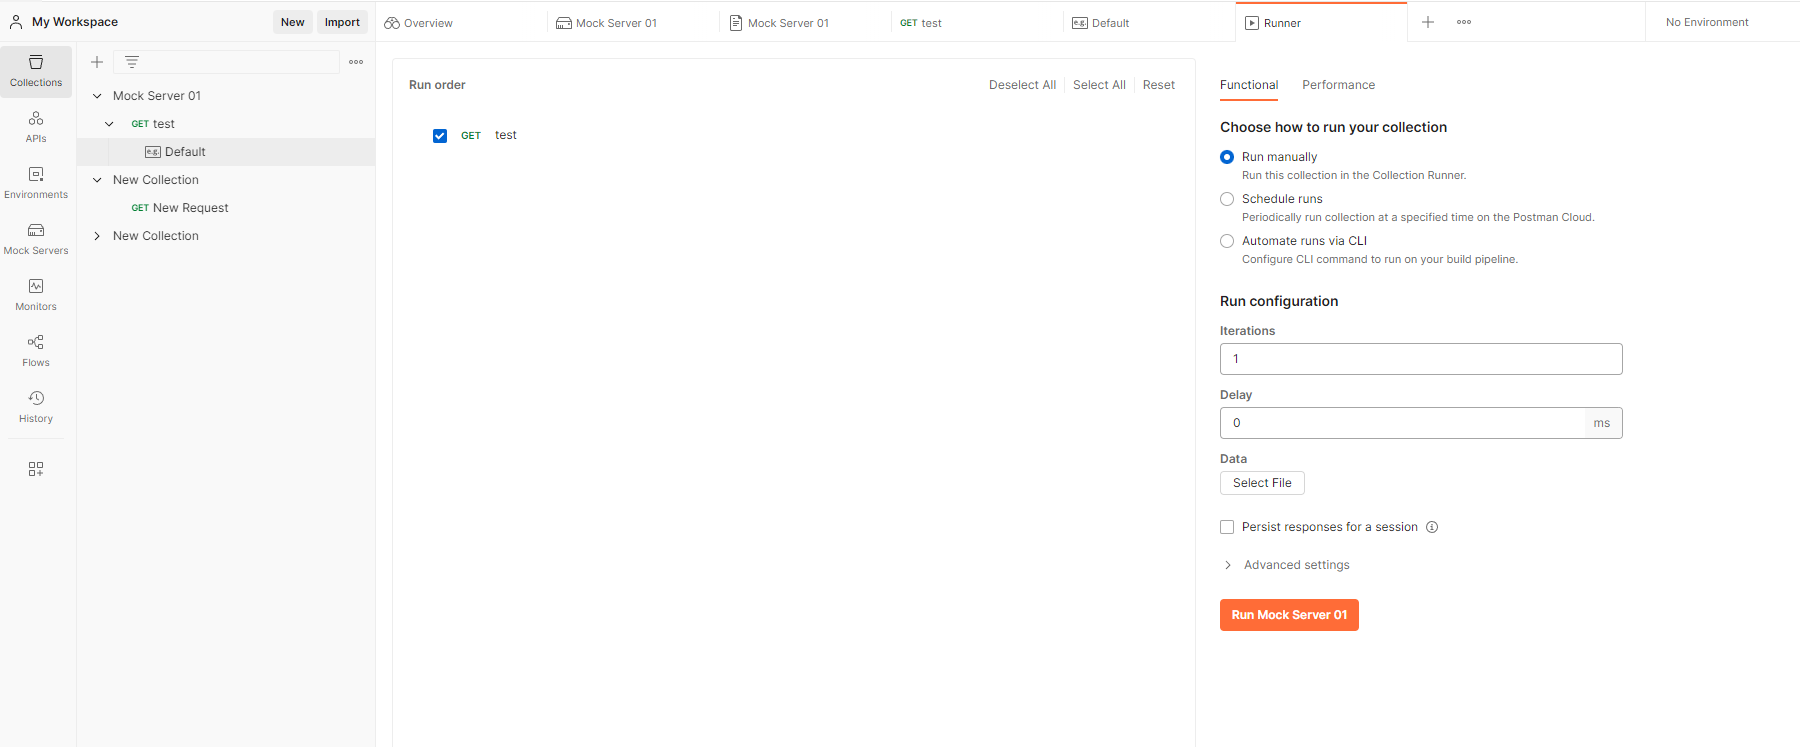 My Workspace
New
Import
Overview
Mock Server 01
Mock Server 01
GET test
e.g. Default
Runner
No Environment
Collections
APIs
Environments
Mock Servers
Monitors
Flows
History
Mock Server 01
GET test
e.g. Default
New Collection
GET New Request
New Collection
Run order
Deselect All
Select All
Reset
GET test
Functional
Performance
Choose how to run your collection
Run manually
Run this collection in the Collection Runner.
Schedule runs
Periodically run collection at a specified time on the Postman Cloud.
Automate runs via CLI
Configure CLI command to run on your build pipeline.
Run configuration
Iterations
1
Delay
0 ms
Data
Select File
Persist responses for a session
Advanced settings
Run Mock Server 01